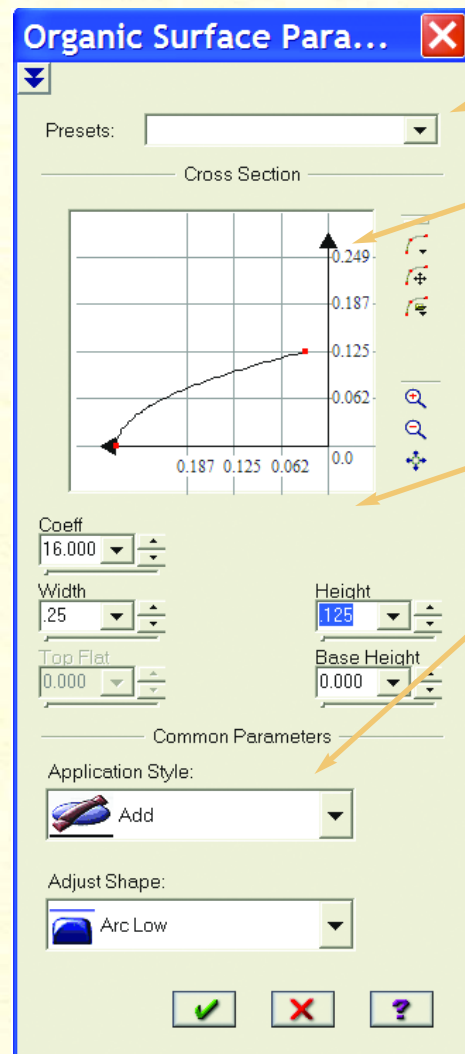 Organic Surface Para...
Presets:
Cross Section
0.249
0.187
0.125
0.062
0.187 0.125 0.062 0.0
Coeff
16.000
Width Height
.25 .125
Top Flat Base Height
0.000 0.000
Common Parameters
Application Style:
Add
Adjust Shape:
Arc Low
?